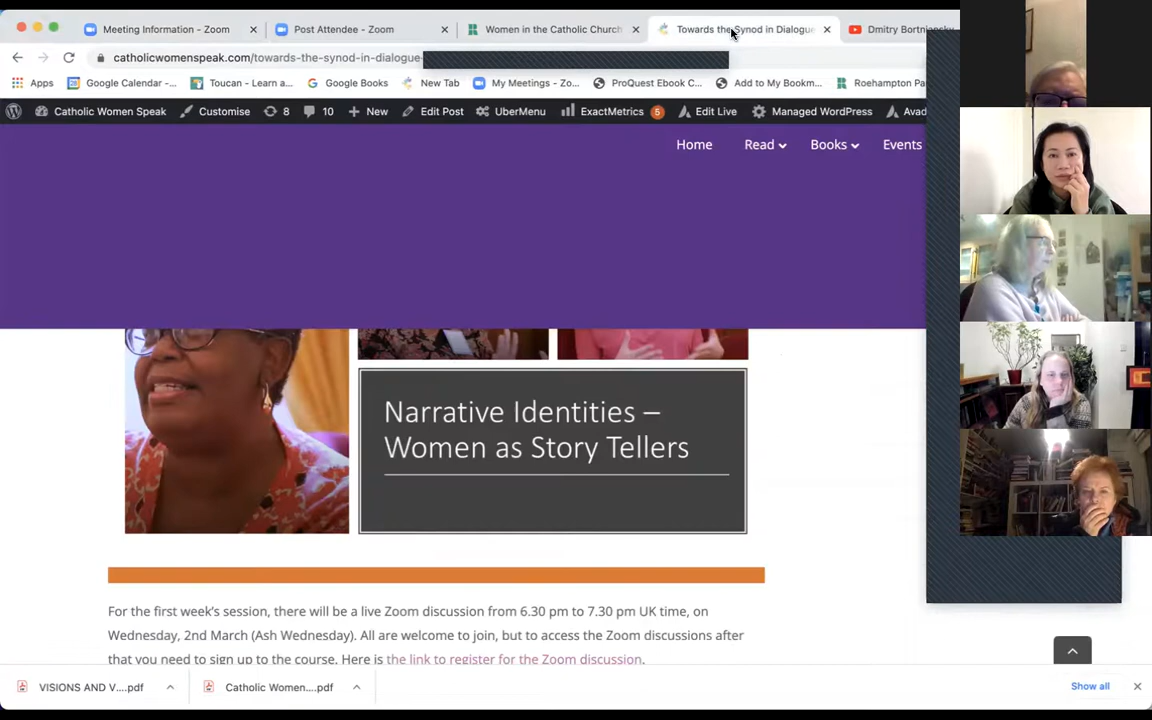 Meeting Information - Zoom
Post Attendee - Zoom
Women in the Catholic Church
Towards the Synod in Dialogue
Dmitry Bortniansky
catholicwomenspeak.com/towards-the-synod-in-dialogue-
Apps
Google Calendar -...
Toucan - Learn a...
Google Books
New Tab
My Meetings - Zo...
ProQuest Ebook C...
Add to My Bookm...
Roehampton Pa
Catholic Women Speak
Customise
8
10
New
Edit Post
UberMenu
ExactMetrics
5
Edit Live
Managed WordPress
Avad
Home
Read
Books
Events
Narrative Identities –
Women as Story Tellers
For the first week's session, there will be a live Zoom discussion from 6.30 pm to 7.30 pm UK time, on
Wednesday, 2nd March (Ash Wednesday). All are welcome to join, but to access the Zoom discussions after
that you need to sign up to the course. Here is the link to register for the Zoom discussion.
VISIONS AND V....pdf
Catholic Women....pdf
Show all